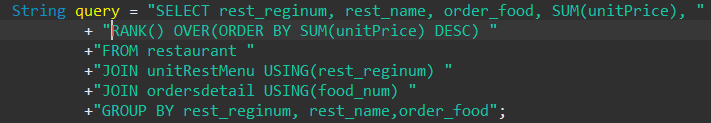 String query = "SELECT rest_reginum, rest_name, order_food, SUM(unitPrice), "
+ "RANK() OVER(ORDER BY SUM(unitPrice) DESC) "
+"FROM restaurant "
+"JOIN unitRestMenu USING(rest_reginum) "
+"JOIN ordersdetail USING(food_num) "
+"GROUP BY rest_reginum, rest_name,order_food";